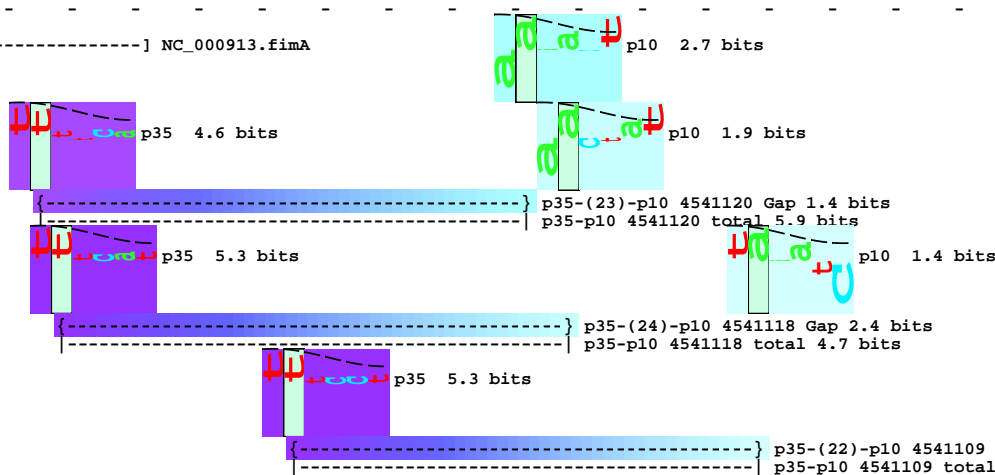 - - - - - - - - - - - - - - - - - - - - - - -
---------------] NC_000913.fimA
p10 2.7 bits
p35 4.6 bits
p10 1.9 bits
{---------------------------------------------} p35-(23)-p10 4541120 Gap 1.4 bits
|---------------------------------------------| p35-p10 4541120 total 5.9 bits
p35 5.3 bits
p10 1.4 bits
{-----------------------------------------------} p35-(24)-p10 4541118 Gap 2.4 bits
|-----------------------------------------------| p35-p10 4541118 total 4.7 bits
p35 5.3 bits
{-------------------------------------------} p35-(22)-p10 4541109
|-------------------------------------------| p35-p10 4541109 total